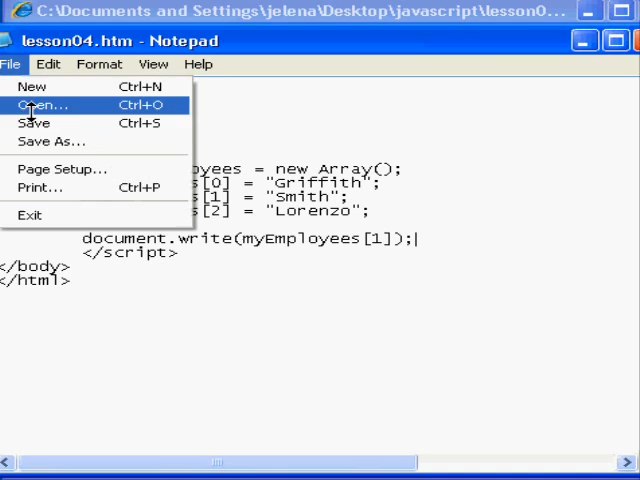 C:\Documents and Settings\jelena\Desktop\javascript\lesson0...
lesson04.htm - Notepad
File Edit Format View Help
New Ctrl+N
Open... Ctrl+O
Save Ctrl+S
Save As...
Page Setup...
Print... Ctrl+P
Exit
oyees = new Array();
s[0] = "Griffith";
s[1] = "Smith";
s[2] = "Lorenzo";
document.write(myEmployees[1]);
</script>
</body>
</html>